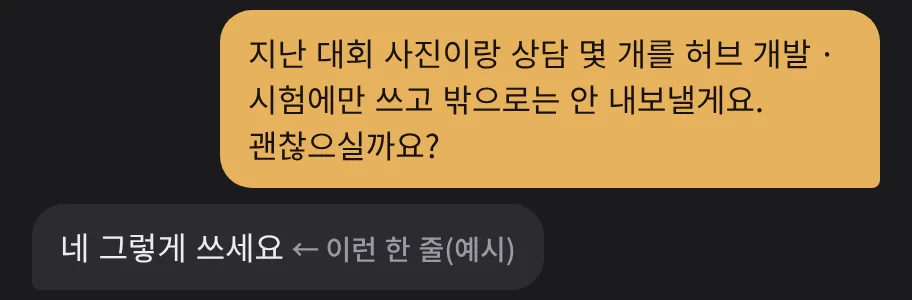 지난 대회 사진이랑 상담 몇 개를 허브 개발 ·
시험에만 쓰고 밖으로는 안 내보낼게요.
괜찮으실까요?
네 그렇게 쓰세요 ← 이런 한 줄(예시)